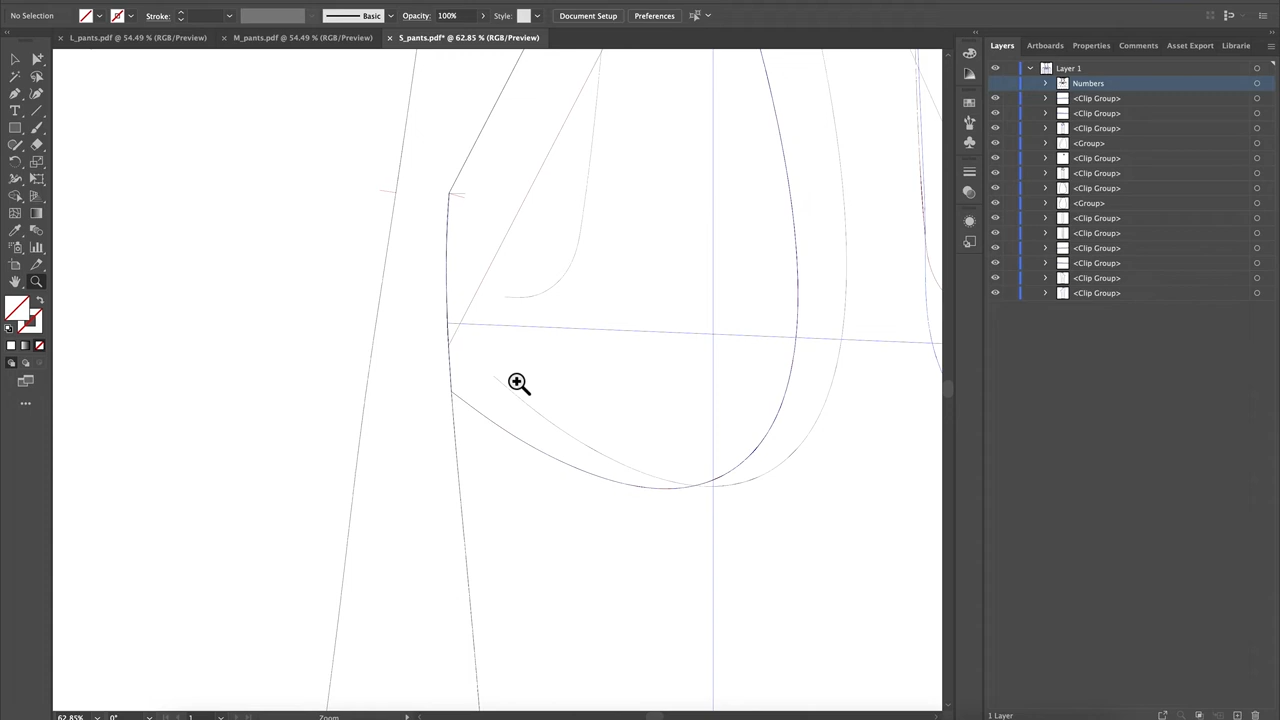 No Selection Stroke: Basic Opacity: 100% Style: Document Setup Preferences
L_pants.pdf @ 54.49 % (RGB/Preview) M_pants.pdf @ 54.49 % (RGB/Preview) S_pants.pdf* @ 62.85 % (RGB/Preview)
Layers Artboards Properties Comments Asset Export Librarie
Layer 1
Numbers
<Clip Group>
<Clip Group>
<Clip Group>
<Group>
<Clip Group>
<Clip Group>
<Clip Group>
<Group>
<Clip Group>
<Clip Group>
<Clip Group>
<Clip Group>
<Clip Group>
<Clip Group>
62.85% 0° 1 Zoom
1 Layer